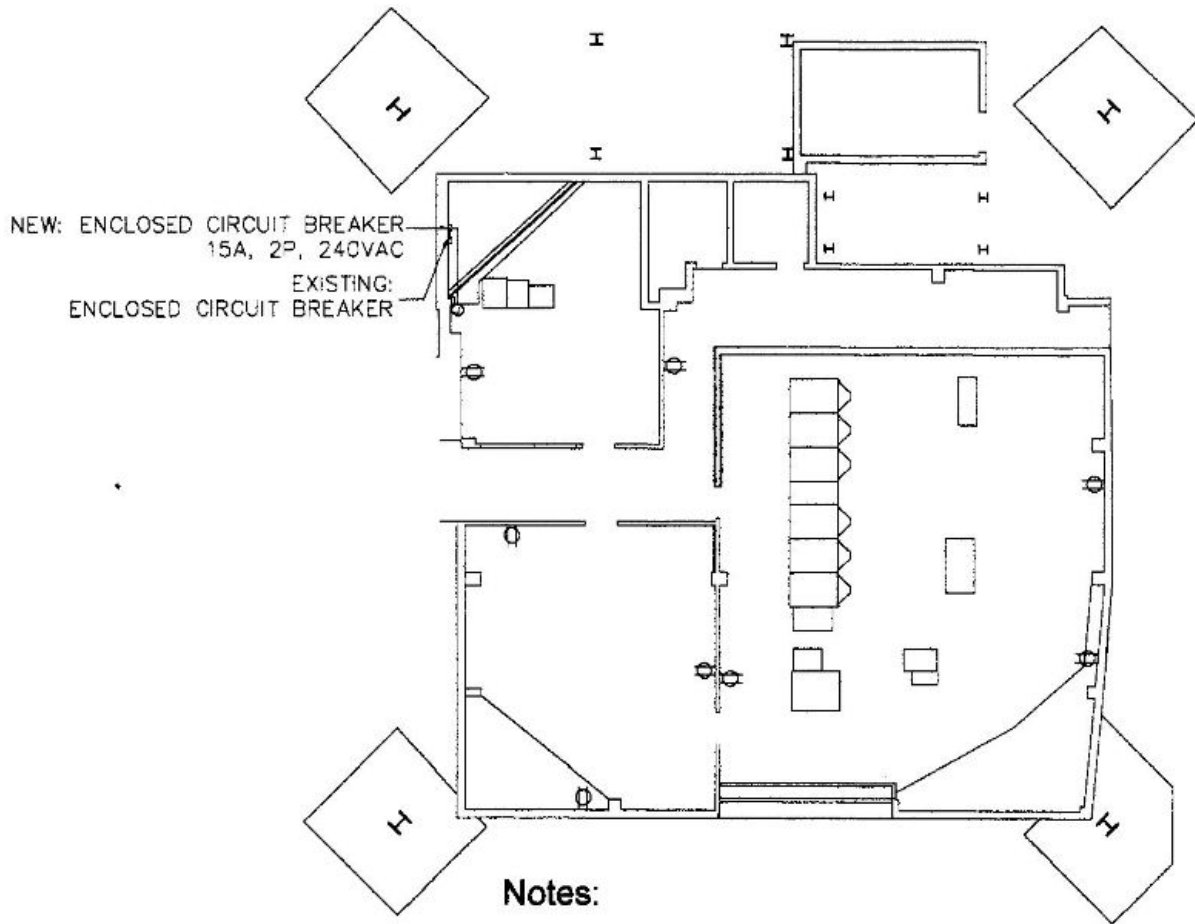 NEW: ENCLOSED CIRCUIT BREAKER
15A, 2P, 240VAC
EXISTING:
ENCLOSED CIRCUIT BREAKER
Notes: